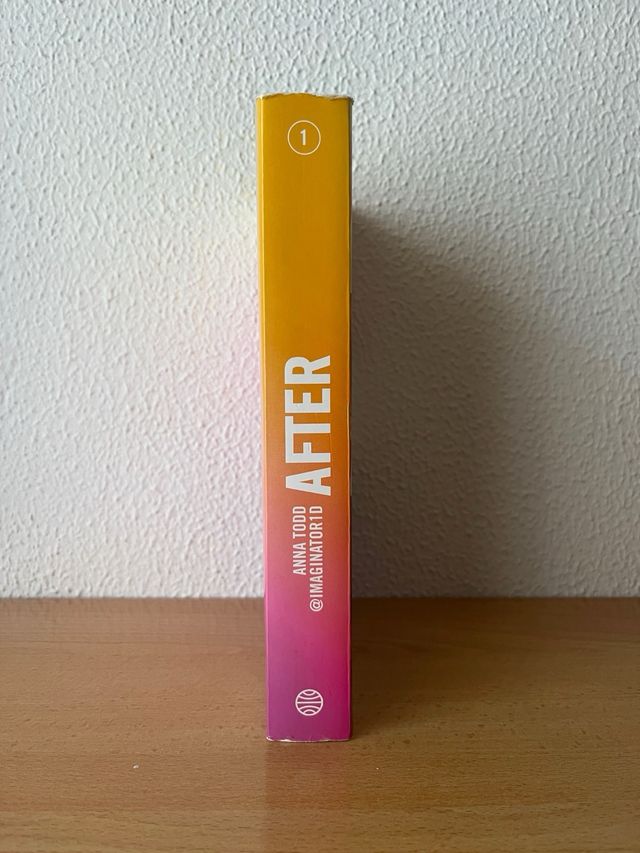 1
AFTER
ANNA TODD
@IMAGINATOR1D